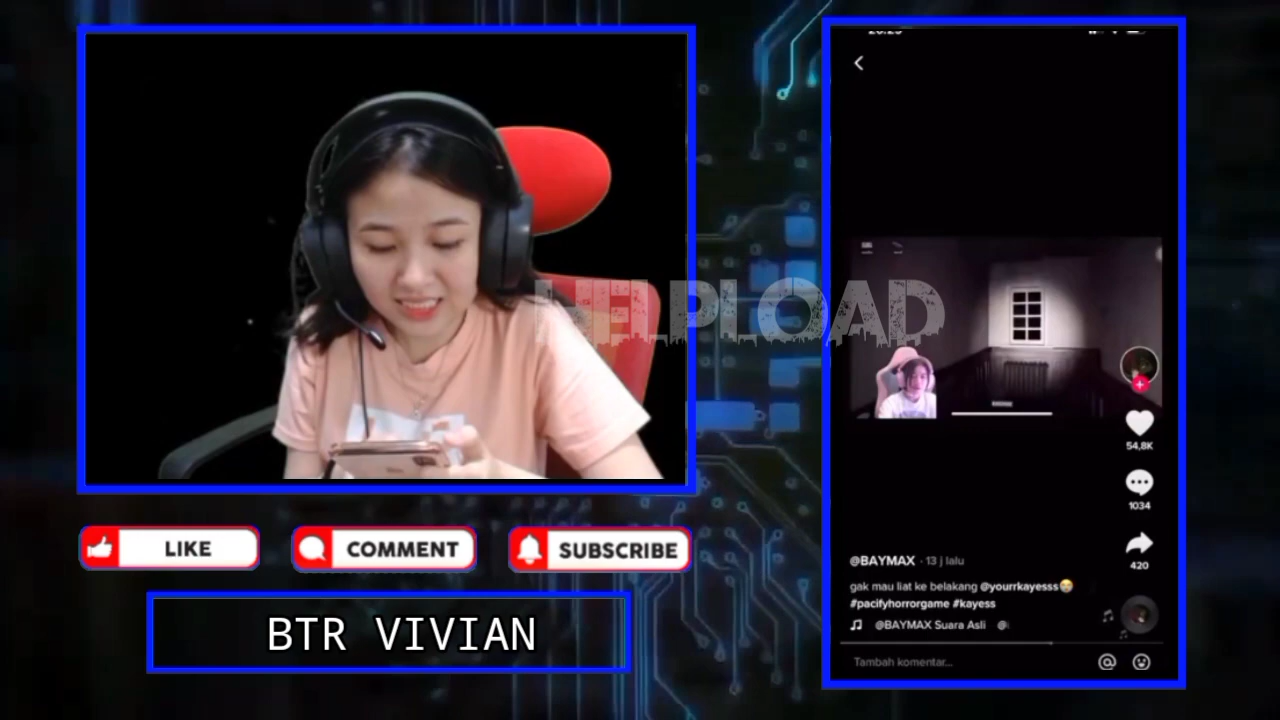 HELPLOAD
LIKE
COMMENT
SUBSCRIBE
BTR VIVIAN
54,8K
1034
420
@BAYMAX · 13 j lalu
gak mau liat ke belakang @yourrkayesss😭
#pacifyhorrorgame #kayess
@BAYMAX Suara Asli @
Tambah komentar...